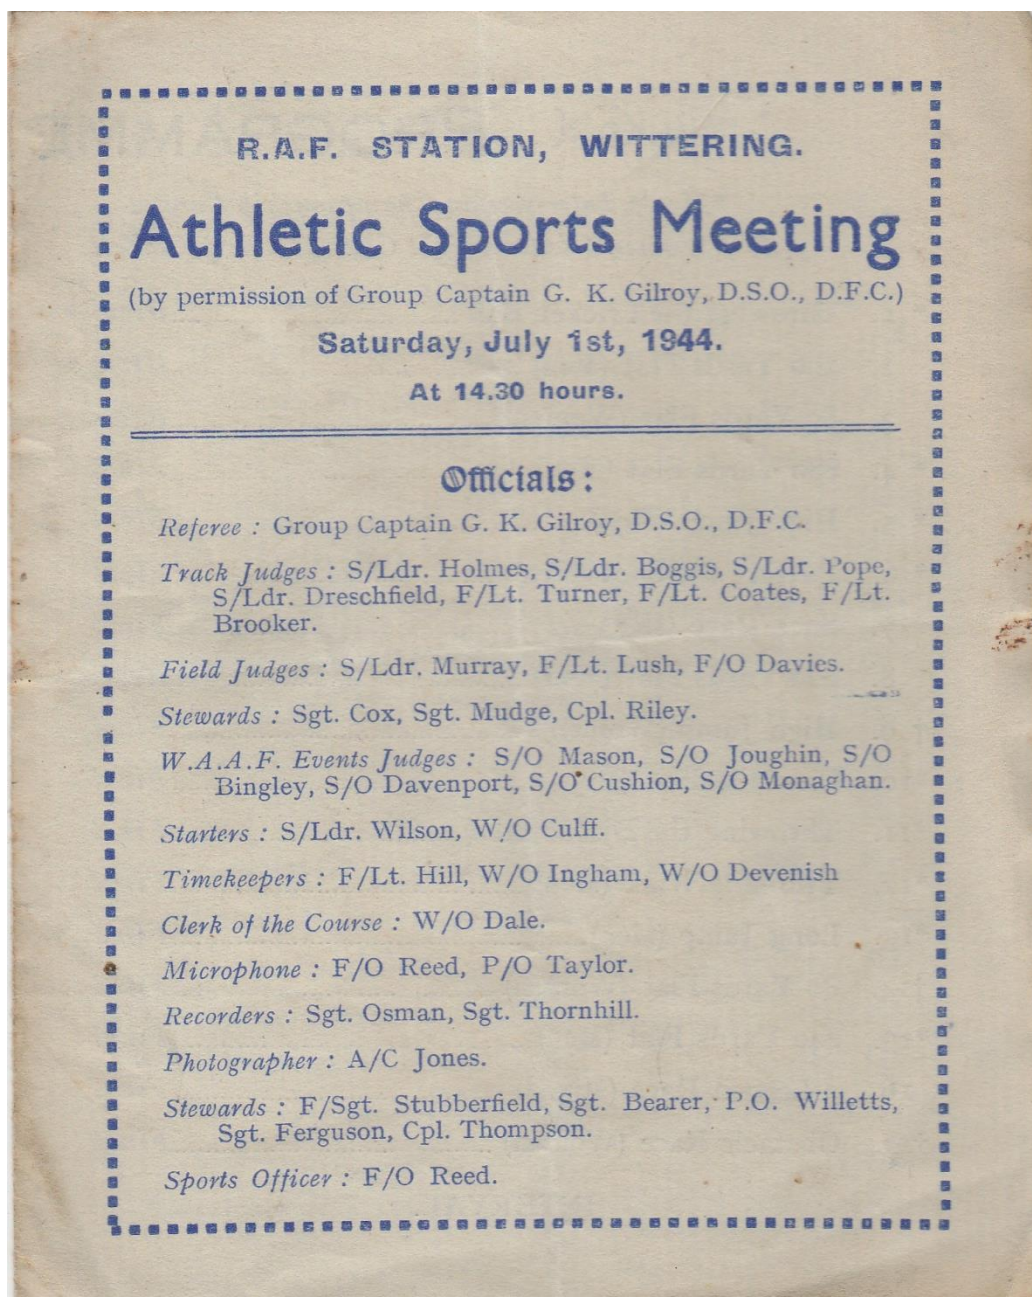 R.A.F. STATION, WITTERING.
Athletic Sports Meeting
(by permission of Group Captain G. K. Gilroy, D.S.O., D.F.C.)
Saturday, July 1st, 1944.
At 14.30 hours.
Officials :
Referee : Group Captain G. K. Gilroy, D.S.O., D.F.C.
Track Judges : S/Ldr. Holmes, S/Ldr. Boggis, S/Ldr. Pope,
S/Ldr. Dreschfield, F/Lt. Turner, F/Lt. Coates, F/Lt.
Brooker.
Field Judges : S/Ldr. Murray, F/Lt. Lush, F/O Davies.
Stewards : Sgt. Cox, Sgt. Mudge, Cpl. Riley.
W.A.A.F. Events Judges : S/O Mason, S/O Joughin, S/O
Bingley, S/O Davenport, S/O Cushion, S/O Monaghan.
Starters : S/Ldr. Wilson, W/O Culff.
Timekeepers : F/Lt. Hill, W/O Ingham, W/O Devenish
Clerk of the Course : W/O Dale.
Microphone : F/O Reed, P/O Taylor.
Recorders : Sgt. Osman, Sgt. Thornhill.
Photographer : A/C Jones.
Stewards : F/Sgt. Stubberfield, Sgt. Bearer, P.O. Willetts,
Sgt. Ferguson, Cpl. Thompson.
Sports Officer : F/O Reed.